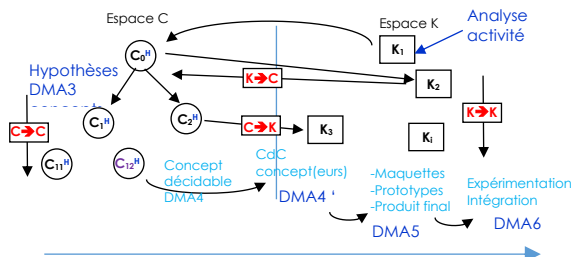 Espace C
Espace K
Analyse
activité
C0H
K1
K2
K→C
Hypothèses
DMA3
C→C
C1H
C2H
C→K
K3
Ki
K→K
C11H
C12H
Concept
décidable
DMA4
CdC
concept(eurs)
DMA4 '
-Maquettes
-Prototypes
-Produit final
DMA5
Expérimentation
Intégration
DMA6